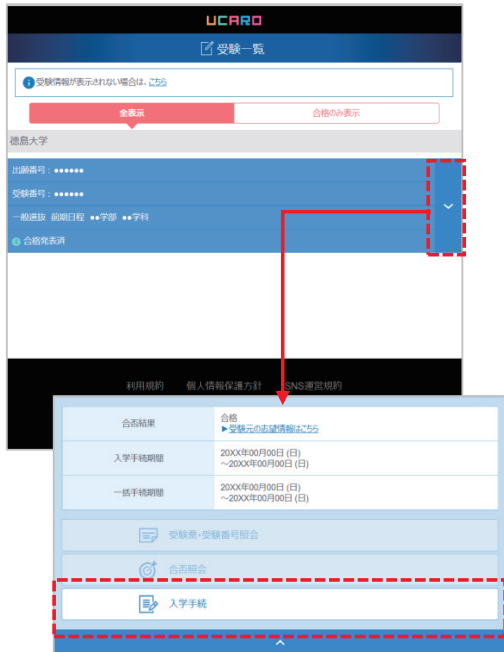 UCARO
受験一覧
受験情報が表示されない場合は、こちら
全表示
合格のみ表示
徳島大学
出願番号：●●●●●●
受験番号：●●●●●●
一般選抜 前期日程 ●●学部 ●●学科
合格発表済
利用規約 個人情報保護方針 SNS運営規約
合否結果
合格
▶受験元の志望情報はこちら
入学手続期間
20XX年00月00日 (日)
～20XX年00月00日 (日)
一括手続期間
20XX年00月00日 (日)
～20XX年00月00日 (日)
受験票・受験番号照会
合否照会
入学手続